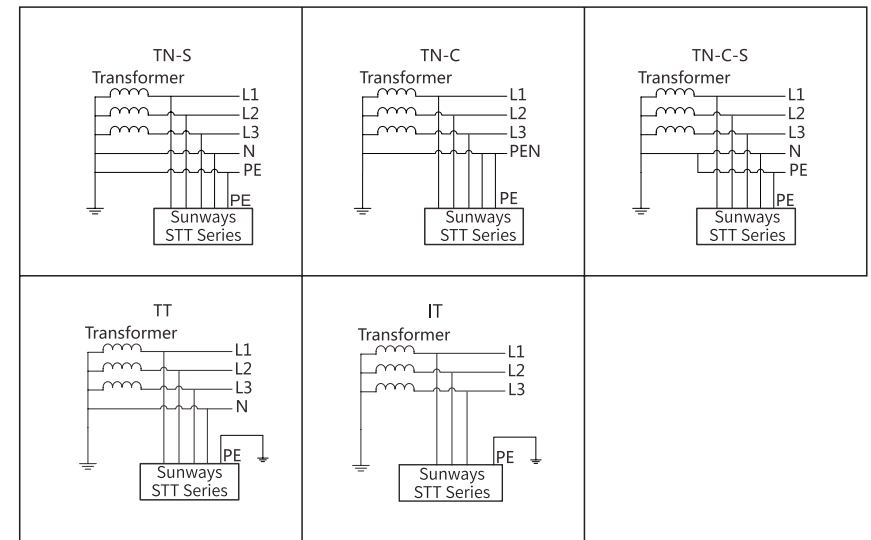 TN-S
Transformer
L1
L2
L3
N
PE
PE
Sunways
STT Series
TN-C
Transformer
L1
L2
L3
PEN
PE
Sunways
STT Series
TN-C-S
Transformer
L1
L2
L3
N
PE
PE
Sunways
STT Series
TT
Transformer
L1
L2
L3
N
PE
Sunways
STT Series
IT
Transformer
L1
L2
L3
PE
Sunways
STT Series